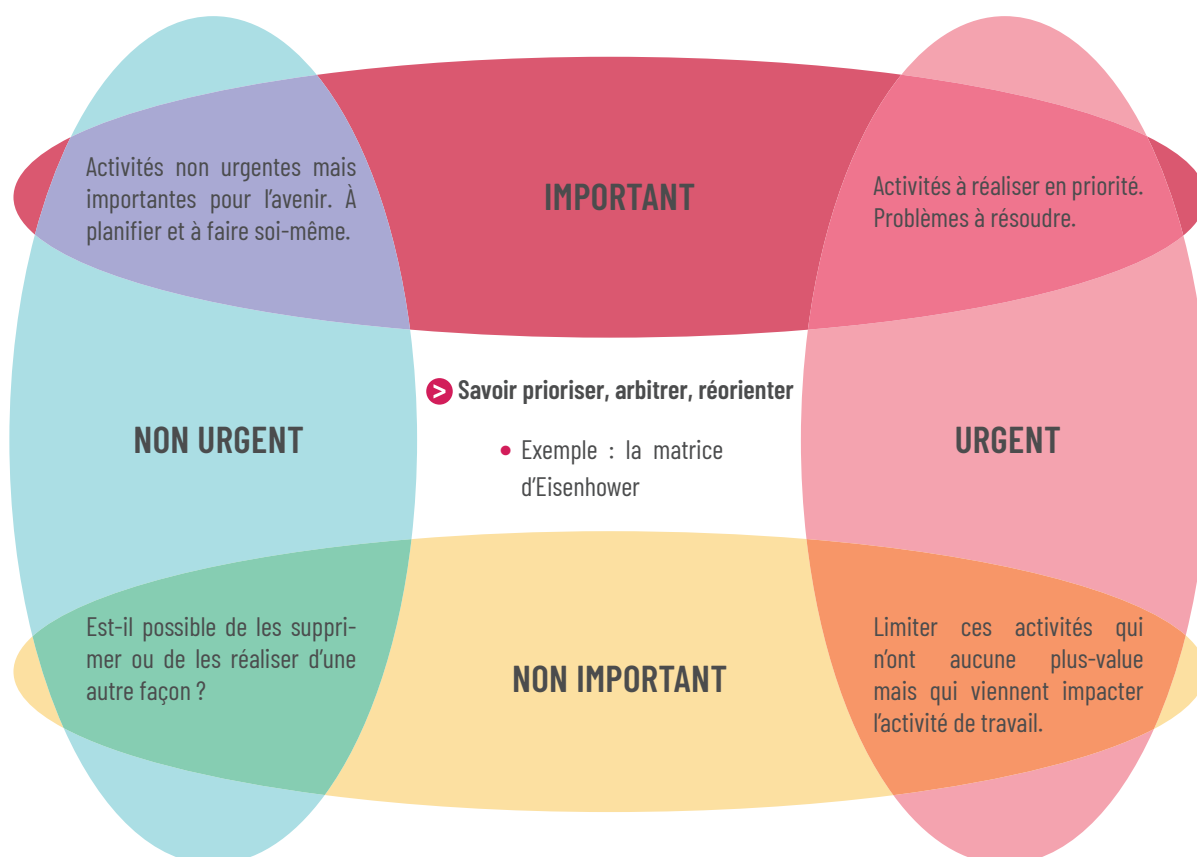 Activités non urgentes mais
importantes pour l'avenir. À
planifier et à faire soi-même.
IMPORTANT
Activités à réaliser en priorité.
Problèmes à résoudre.
NON URGENT
> Savoir prioriser, arbitrer, réorienter
• Exemple : la matrice
d'Eisenhower
URGENT
Est-il possible de les suppri-
mer ou de les réaliser d'une
autre façon ?
NON IMPORTANT
Limiter ces activités qui
n'ont aucune plus-value
mais qui viennent impacter
l'activité de travail.